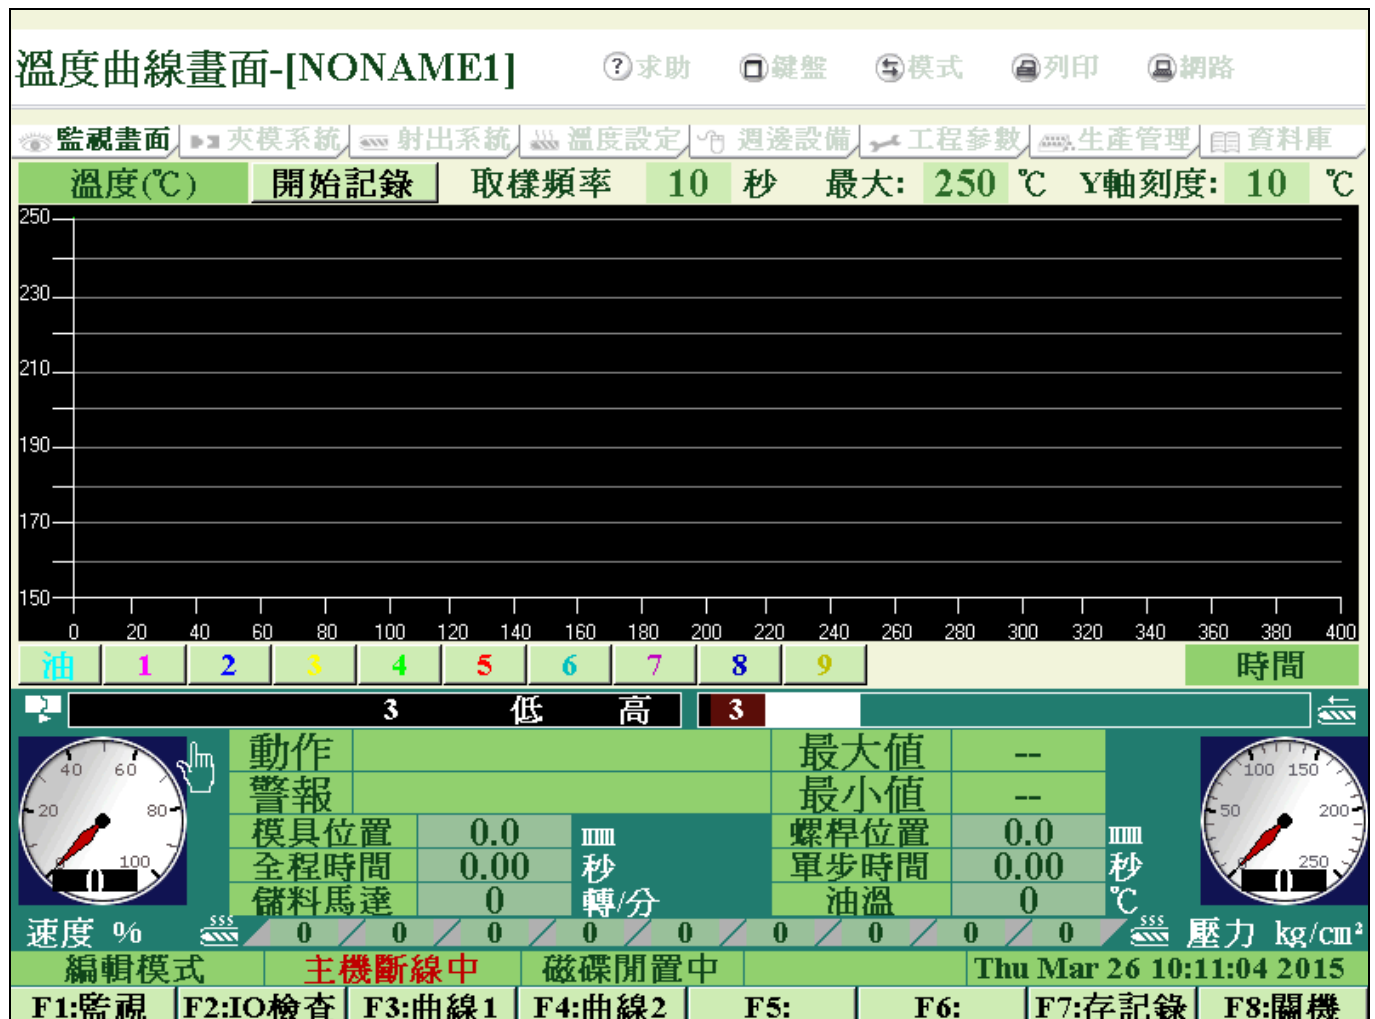 溫度曲線畫面-[NONAME1] ?求助 鍵盤 模式 列印 網路
監視畫面 夾模系統 射出系統 溫度設定 週邊設備 工程參數 生產管理 資料庫
溫度(℃) 開始記錄 取樣頻率 10 秒 最大: 250 ℃ Y軸刻度: 10 ℃
250
230
210
190
170
150
0 20 40 60 80 100 120 140 160 180 200 220 240 260 280 300 320 340 360 380 400
油 1 2 3 4 5 6 7 8 9 時間
3 低 高 3
動作 最大值 --
警報 最小值 --
模具位置 0.0 mm 螺桿位置 0.0 mm
全程時間 0.00 秒 單步時間 0.00 秒
儲料馬達 0 轉/分 油溫 0 ℃
0 20 40 60 80 100
0
0 50 100 150 200 250
0
速度 % 0 0 0 0 0 0 0 0 0 壓力 kg/cm²
編輯模式 主機斷線中 磁碟閒置中 Thu Mar 26 10:11:04 2015
F1:監視 F2:IO檢查 F3:曲線1 F4:曲線2 F5: F6: F7:存記錄 F8:關機